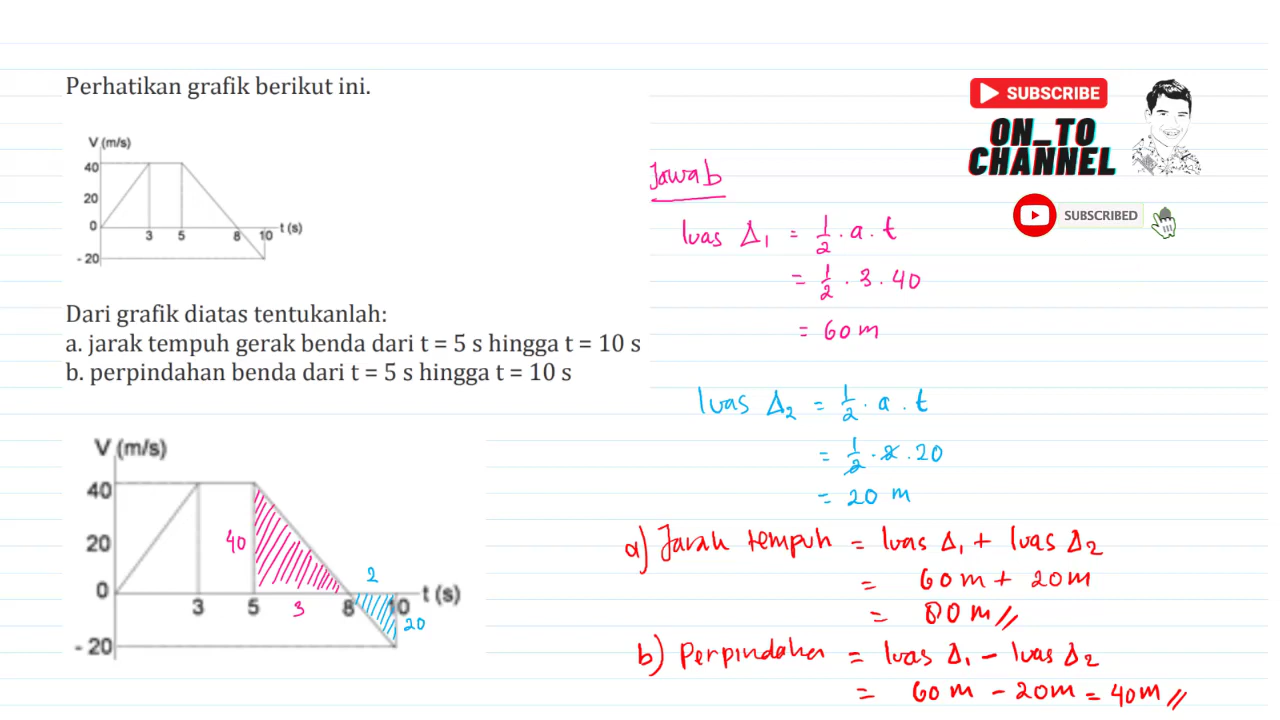 Perhatikan grafik berikut ini.
V (m/s)
40
20
0
- 20
3 5 8 10 t (s)
Dari grafik diatas tentukanlah:
a. jarak tempuh gerak benda dari t = 5 s hingga t = 10 s
b. perpindahan benda dari t = 5 s hingga t = 10 s
V (m/s)
40
20
0
- 20
3 5 8 10 t (s)
40
3
2
20
SUBSCRIBE
ON_TO
CHANNEL
SUBSCRIBED
Jawab
luas Δ₁ = 1/2 . a . t
= 1/2 . 3 . 40
= 60 m
luas Δ₂ = 1/2 . a . t
= 1/2 . 2 . 20
= 20 m
a) Jarak tempuh = luas Δ₁ + luas Δ₂
= 60 m + 20 m
= 80 m //
b) Perpindahan = luas Δ₁ - luas Δ₂
= 60 m - 20 m = 40 m //